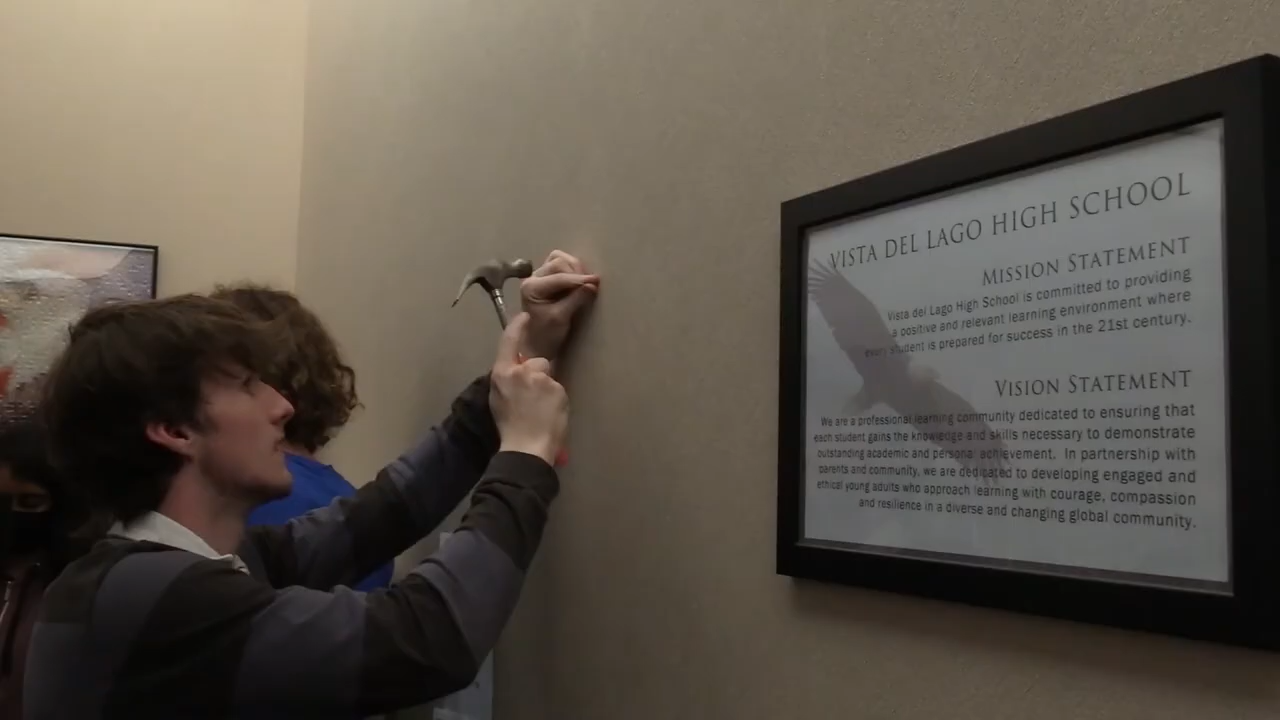 VISTA DEL LAGO HIGH SCHOOL
MISSION STATEMENT
Vista del Lago High School is committed to providing
a positive and relevant learning environment where
every student is prepared for success in the 21st century.
VISION STATEMENT
We are a professional learning community dedicated to ensuring that
each student gains the knowledge and skills necessary to demonstrate
outstanding academic and personal achievement. In partnership with
parents and community, we are dedicated to developing engaged and
ethical young adults who approach learning with courage, compassion
and resilience in a diverse and changing global community.